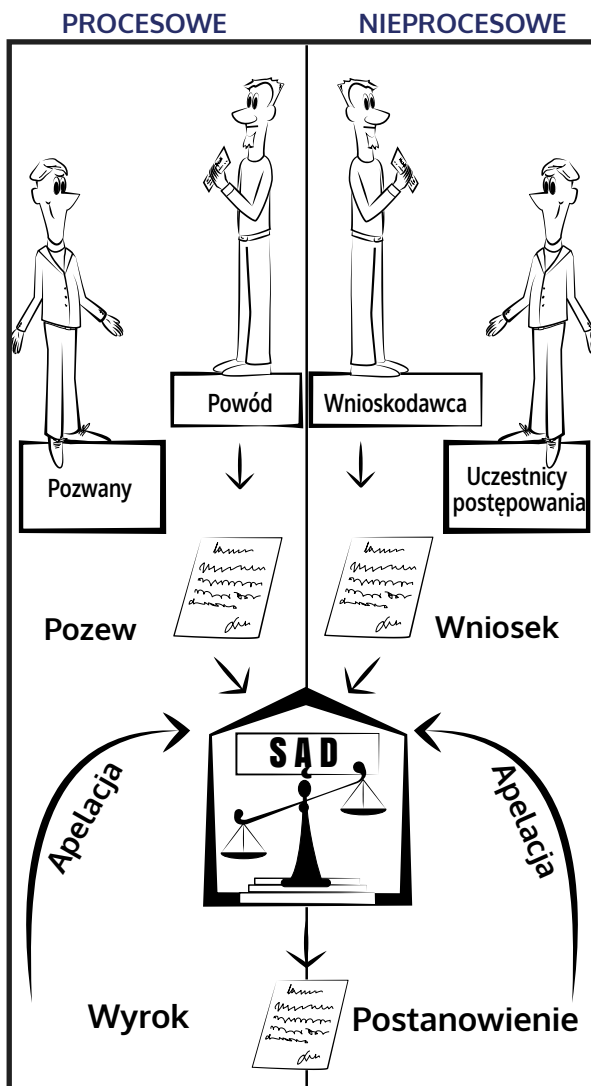 PROCESOWE
NIEPROCESOWE
Powód
Wnioskodawca
Pozwany
Uczestnicy
postępowania
Pozew
Wniosek
SĄD
Apelacja
Apelacja
Wyrok
Postanowienie